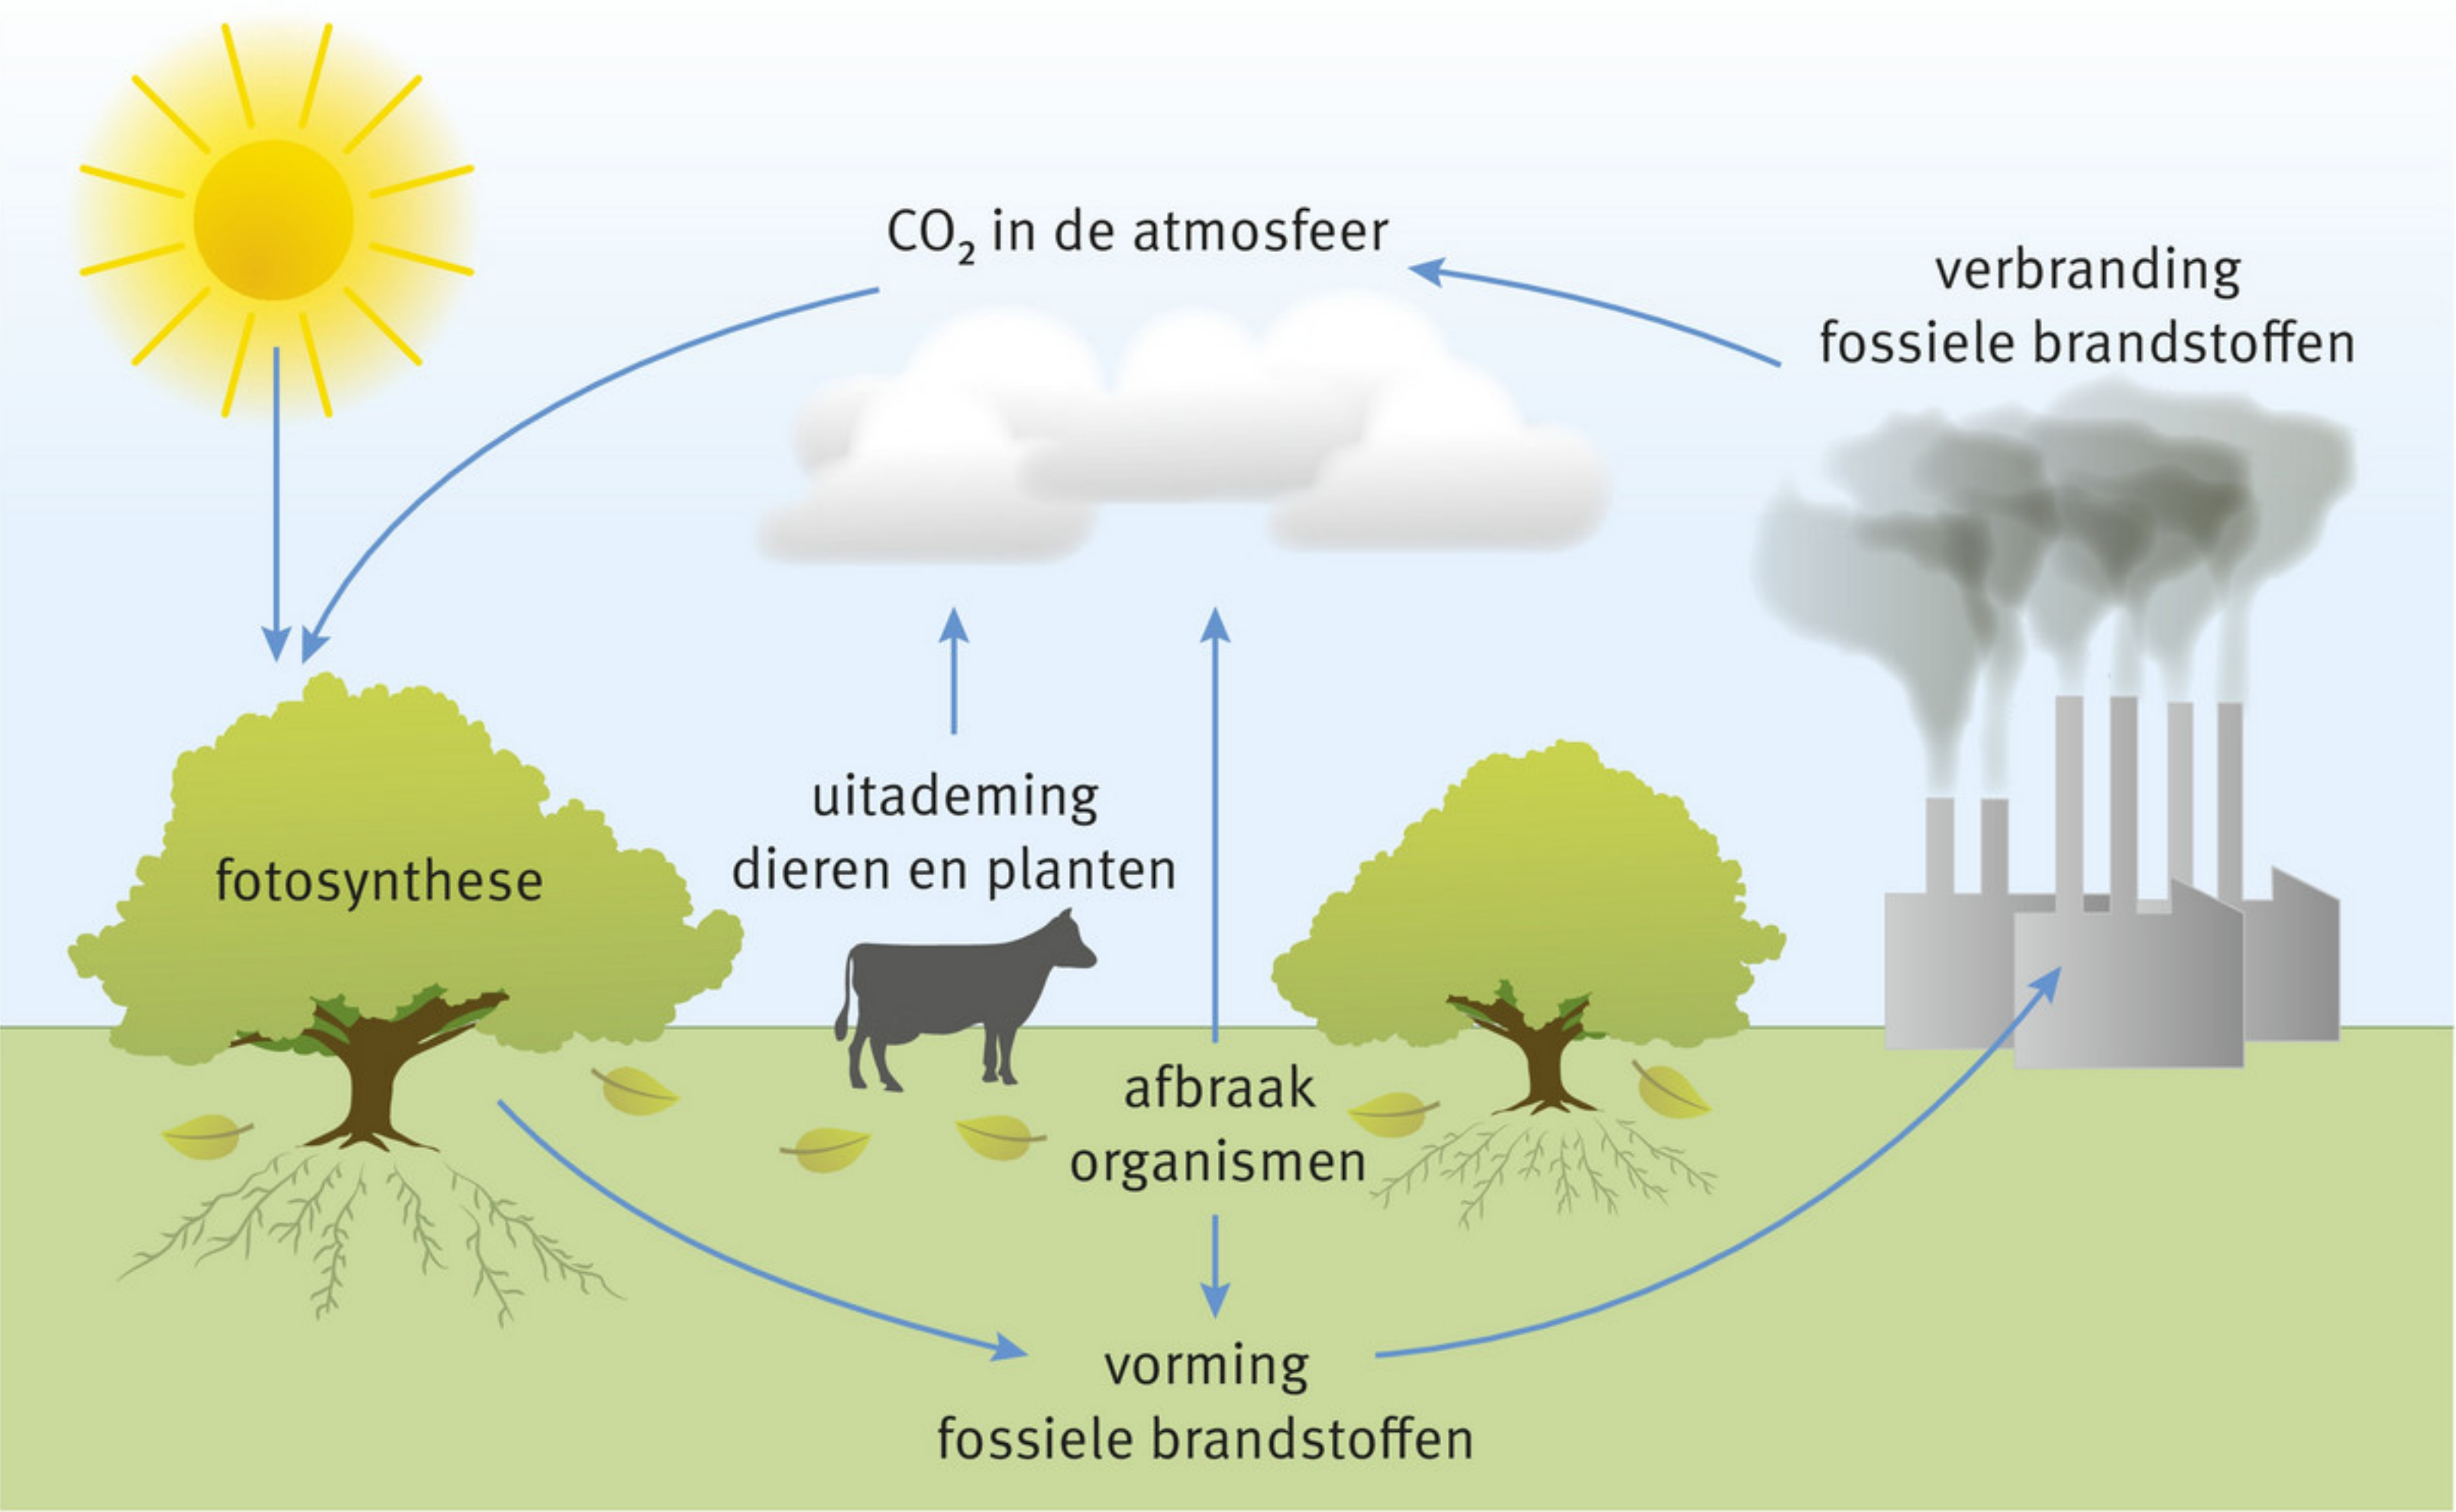 CO₂ in de atmosfeer
verbranding
fossiele brandstoffen
uitademing
dieren en planten
fotosynthese
afbraak
organismen
vorming
fossiele brandstoffen